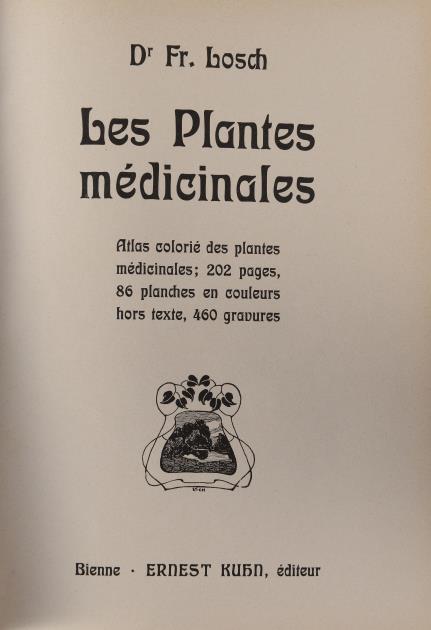 Dr Fr. Losch
Les Plantes
médicinales
Atlas colorié des plantes
médicinales; 202 pages,
86 planches en couleurs
hors texte, 460 gravures
Bienne · ERNEST KUHN, éditeur